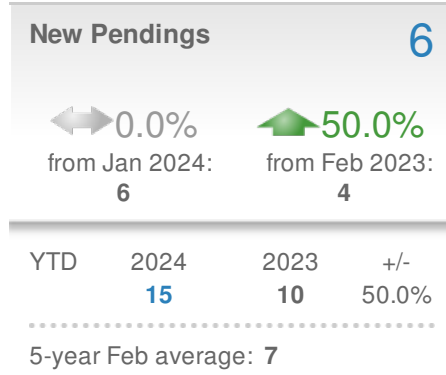 New Pendings 6
0.0% 50.0%
from Jan 2024: from Feb 2023:
6 4
YTD 2024 2023 +/-
15 10 50.0%
5-year Feb average: 7